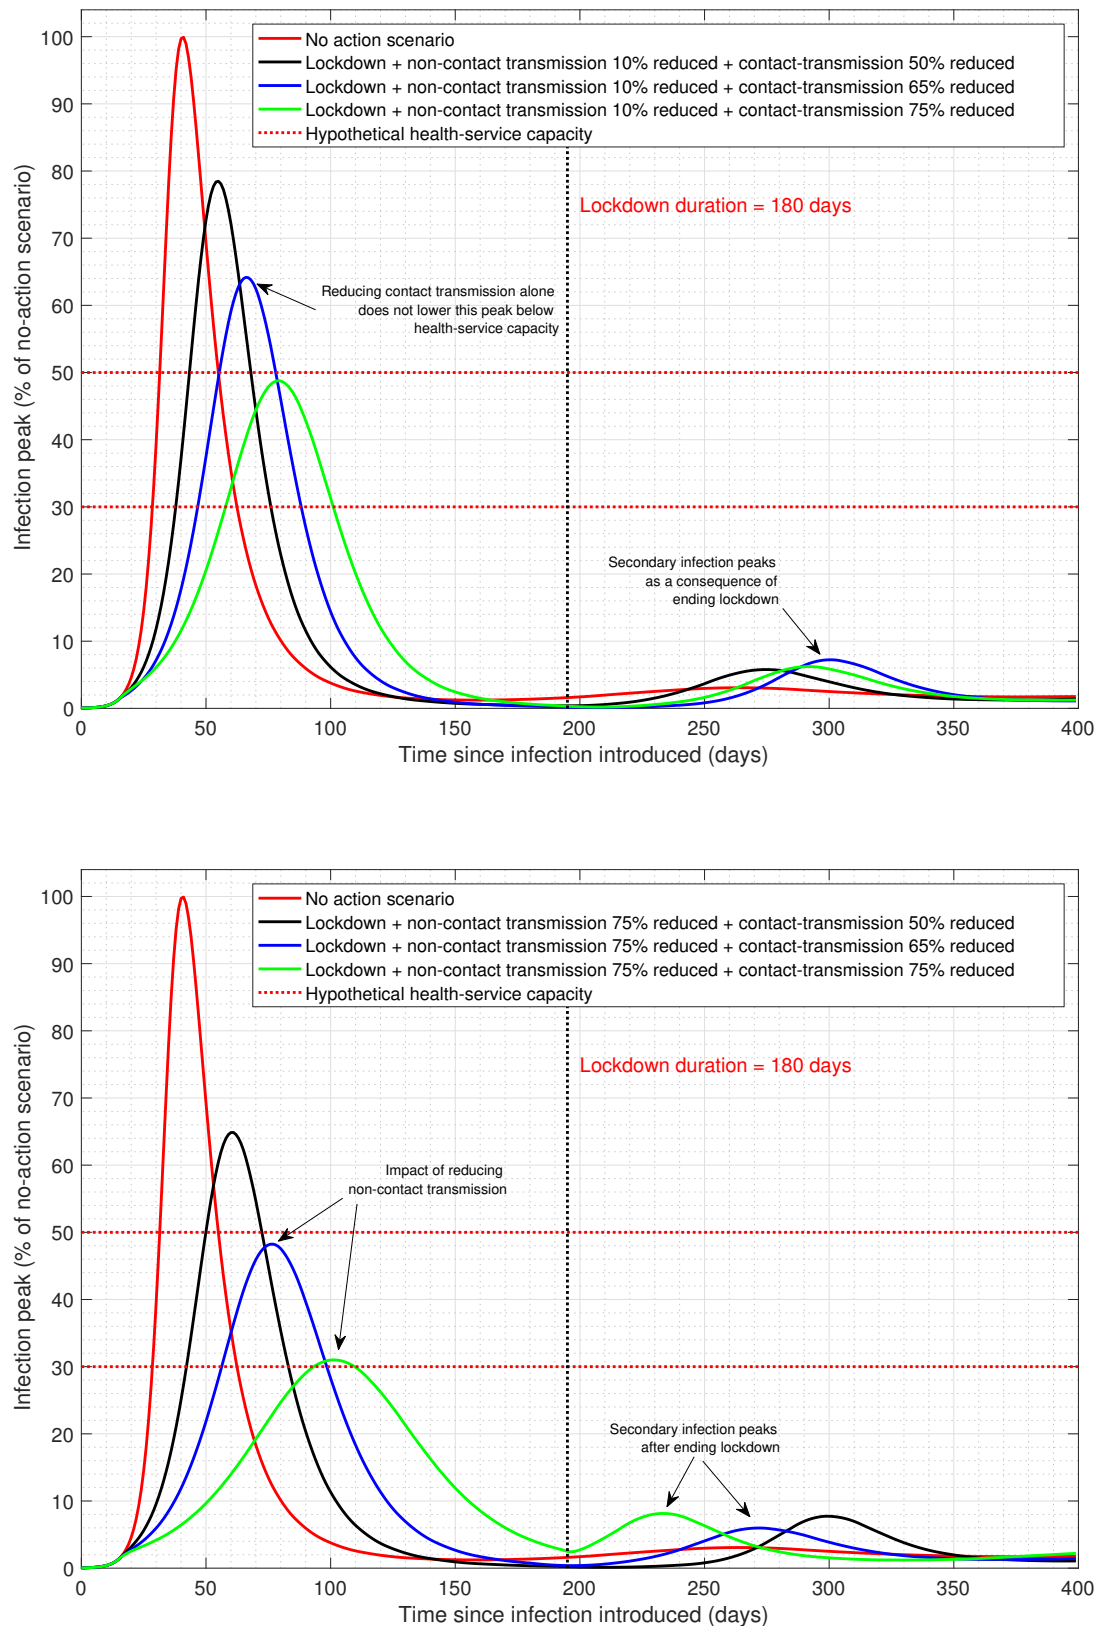 No action scenario
Lockdown + non-contact transmission 10% reduced + contact-transmission 50% reduced
Lockdown + non-contact transmission 10% reduced + contact-transmission 65% reduced
Lockdown + non-contact transmission 10% reduced + contact-transmission 75% reduced
Hypothetical health-service capacity
Lockdown duration = 180 days
Reducing contact transmission alone
does not lower this peak below
health-service capacity
Secondary infection peaks
as a consequence of
ending lockdown
Infection peak (% of no-action scenario)
100
90
80
70
60
50
40
30
20
10
0
0 50 100 150 200 250 300 350 400
Time since infection introduced (days)
No action scenario
Lockdown + non-contact transmission 75% reduced + contact-transmission 50% reduced
Lockdown + non-contact transmission 75% reduced + contact-transmission 65% reduced
Lockdown + non-contact transmission 75% reduced + contact-transmission 75% reduced
Hypothetical health-service capacity
Lockdown duration = 180 days
Impact of reducing
non-contact transmission
Secondary infection peaks
after ending lockdown
Infection peak (% of no-action scenario)
100
90
80
70
60
50
40
30
20
10
0
0 50 100 150 200 250 300 350 400
Time since infection introduced (days)